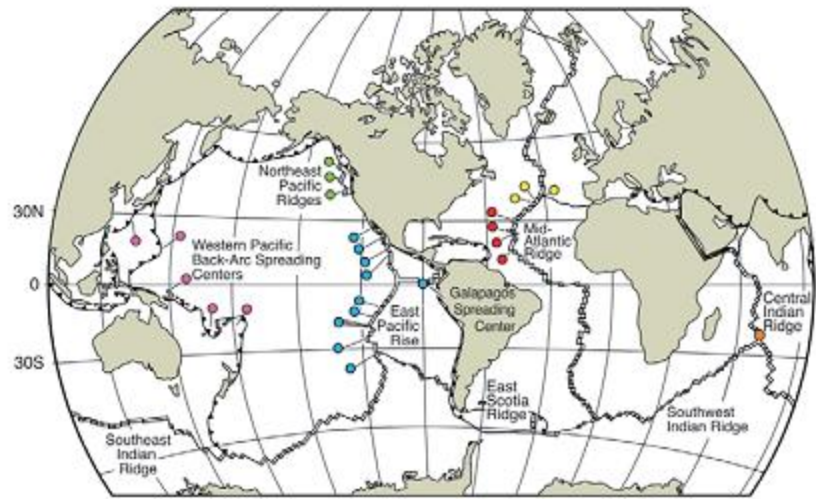 Northeast
Pacific
Ridges
30N
Western Pacific
Back-Arc Spreading
Centers
Mid-
Atlantic
Ridge
0
East
Pacific
Rise
Galapagos
Spreading
Center
Central
Indian
Ridge
30S
East
Scotia
Ridge
Southwest
Indian Ridge
Southeast
Indian
Ridge